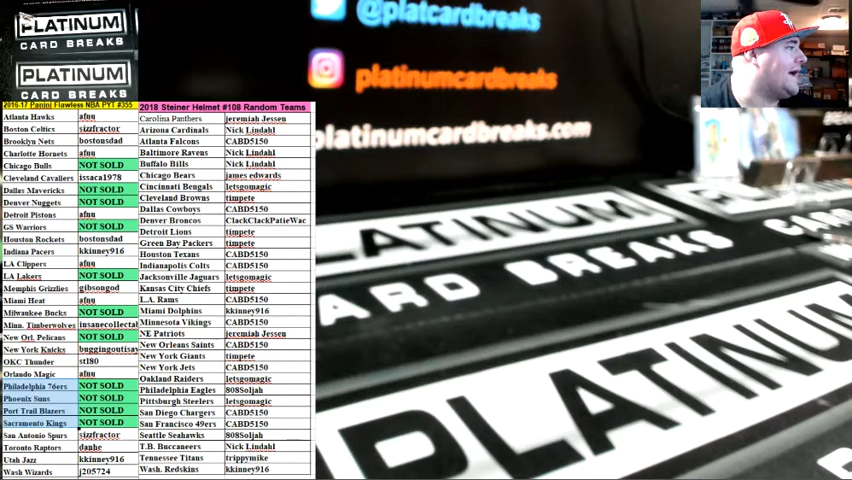 PLATINUM
CARD BREAKS
PLATINUM
CARD BREAKS
@platcardbreaks
platinumcardbreaks
platinumcardbreaks.com
2016-17 Panini Flawless NBA PYT #355
Atlanta Hawks afnu
Boston Celtics sizzfractor
Brooklyn Nets bostonsdad
Charlotte Hornets afnu
Chicago Bulls NOT SOLD
Cleveland Cavaliers issaca1978
Dallas Mavericks NOT SOLD
Denver Nuggets NOT SOLD
Detroit Pistons afnu
GS Warriors NOT SOLD
Houston Rockets bostonsdad
Indiana Pacers kkinney916
LA Clippers afnu
LA Lakers NOT SOLD
Memphis Grizzlies gibsongod
Miami Heat afnu
Milwaukee Bucks NOT SOLD
Minn. Timberwolves insanecollectal
New Orl. Pelicans NOT SOLD
New York Knicks buggingoutisay
OKC Thunder stl80
Orlando Magic afnu
Philadelphia 76ers NOT SOLD
Phoenix Suns NOT SOLD
Port Trail Blazers NOT SOLD
Sacramento Kings NOT SOLD
San Antonio Spurs sizzfractor
Toronto Raptors danhe
Utah Jazz kkinney916
Wash Wizards j205724
2018 Steiner Helmet #108 Random Teams
Carolina Panthers jeremiah Jessen
Arizona Cardinals Nick Lindahl
Atlanta Falcons CABD5150
Baltimore Ravens Nick Lindahl
Buffalo Bills Nick Lindahl
Chicago Bears james edwards
Cincinnati Bengals letsgomagic
Cleveland Browns timpete
Dallas Cowboys CABD5150
Denver Broncos ClackClackPatieWac
Detroit Lions timpete
Green Bay Packers timpete
Houston Texans CABD5150
Indianapolis Colts CABD5150
Jacksonville Jaguars letsgomagic
Kansas City Chiefs timpete
L.A. Rams CABD5150
Miami Dolphins kkinney916
Minnesota Vikings CABD5150
NE Patriots jeremiah Jessen
New Orleans Saints CABD5150
New York Giants timpete
New York Jets CABD5150
Oakland Raiders letsgomagic
Philadelphia Eagles 808Soljah
Pittsburgh Steelers letsgomagic
San Diego Chargers CABD5150
San Francisco 49ers CABD5150
Seattle Seahawks 808Soljah
T.B. Buccaneers Nick Lindahl
Tennessee Titans trippymike
Wash. Redskins kkinney916
LATINUM
ARD BREAKS
PLATINUM